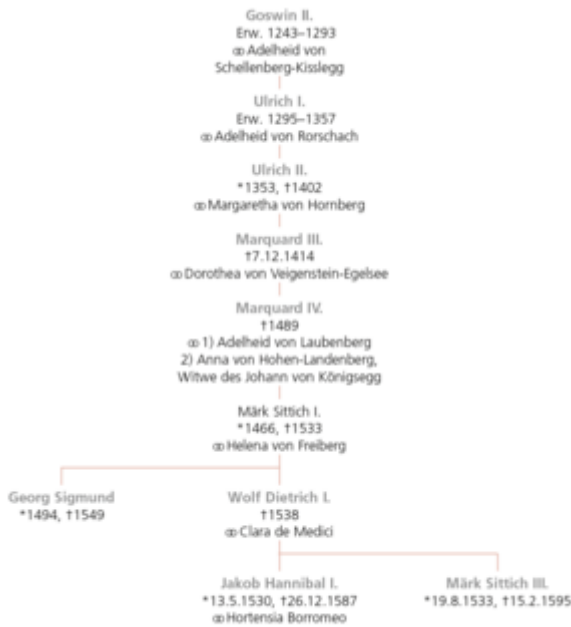 Goswin II.
Erw. 1243–1293
⚭ Adelheid von
Schellenberg-Kisslegg
Ulrich I.
Erw. 1295–1357
⚭ Adelheid von Rorschach
Ulrich II.
*1353, †1402
⚭ Margaretha von Hornberg
Marquard III.
†7.12.1414
⚭ Dorothea von Veigenstein-Egelsee
Marquard IV.
†1489
⚭ 1) Adelheid von Laubenberg
2) Anna von Hohen-Landenberg,
Witwe des Johann von Königsegg
Märk Sittich I.
*1466, †1533
⚭ Helena von Freiberg
Georg Sigmund
*1494, †1549
Wolf Dietrich I.
†1538
⚭ Clara de Medici
Jakob Hannibal I.
*13.5.1530, †26.12.1587
⚭ Hortensia Borromeo
Märk Sittich III.
*19.8.1533, †15.2.1595